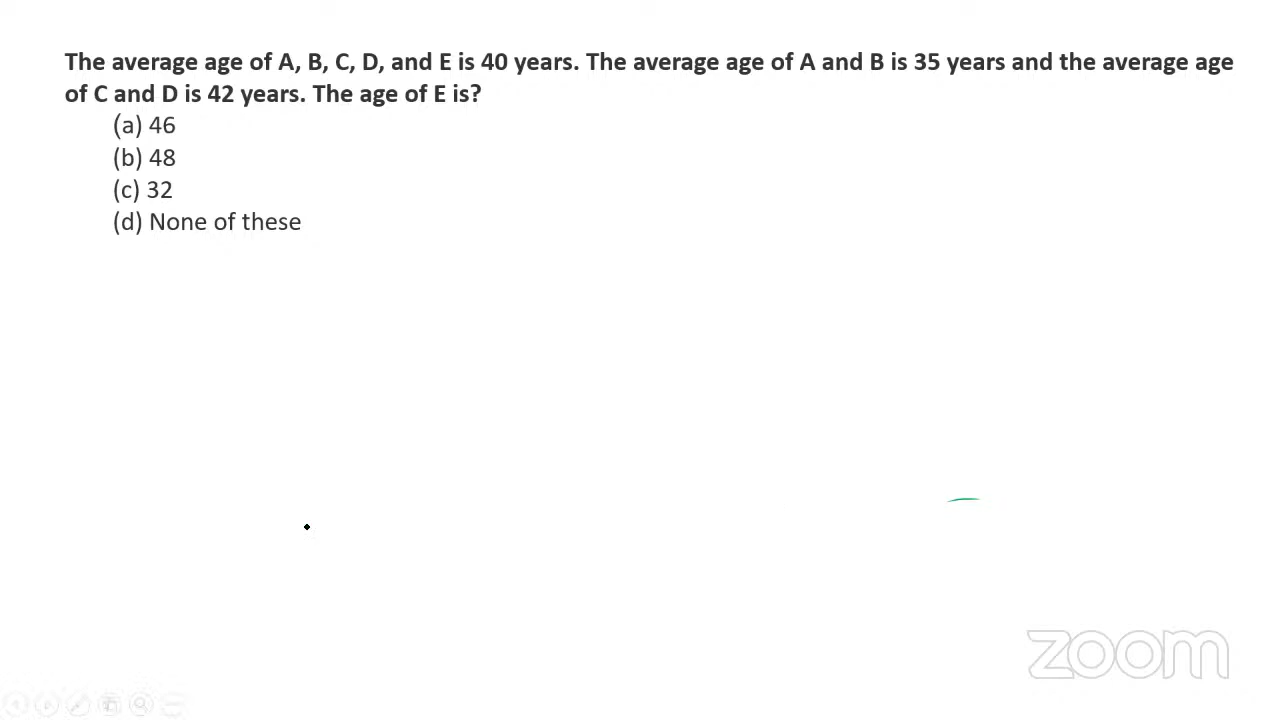 The average age of A, B, C, D, and E is 40 years. The average age of A and B is 35 years and the average age
of C and D is 42 years. The age of E is?
(a) 46
(b) 48
(c) 32
(d) None of these
zoom